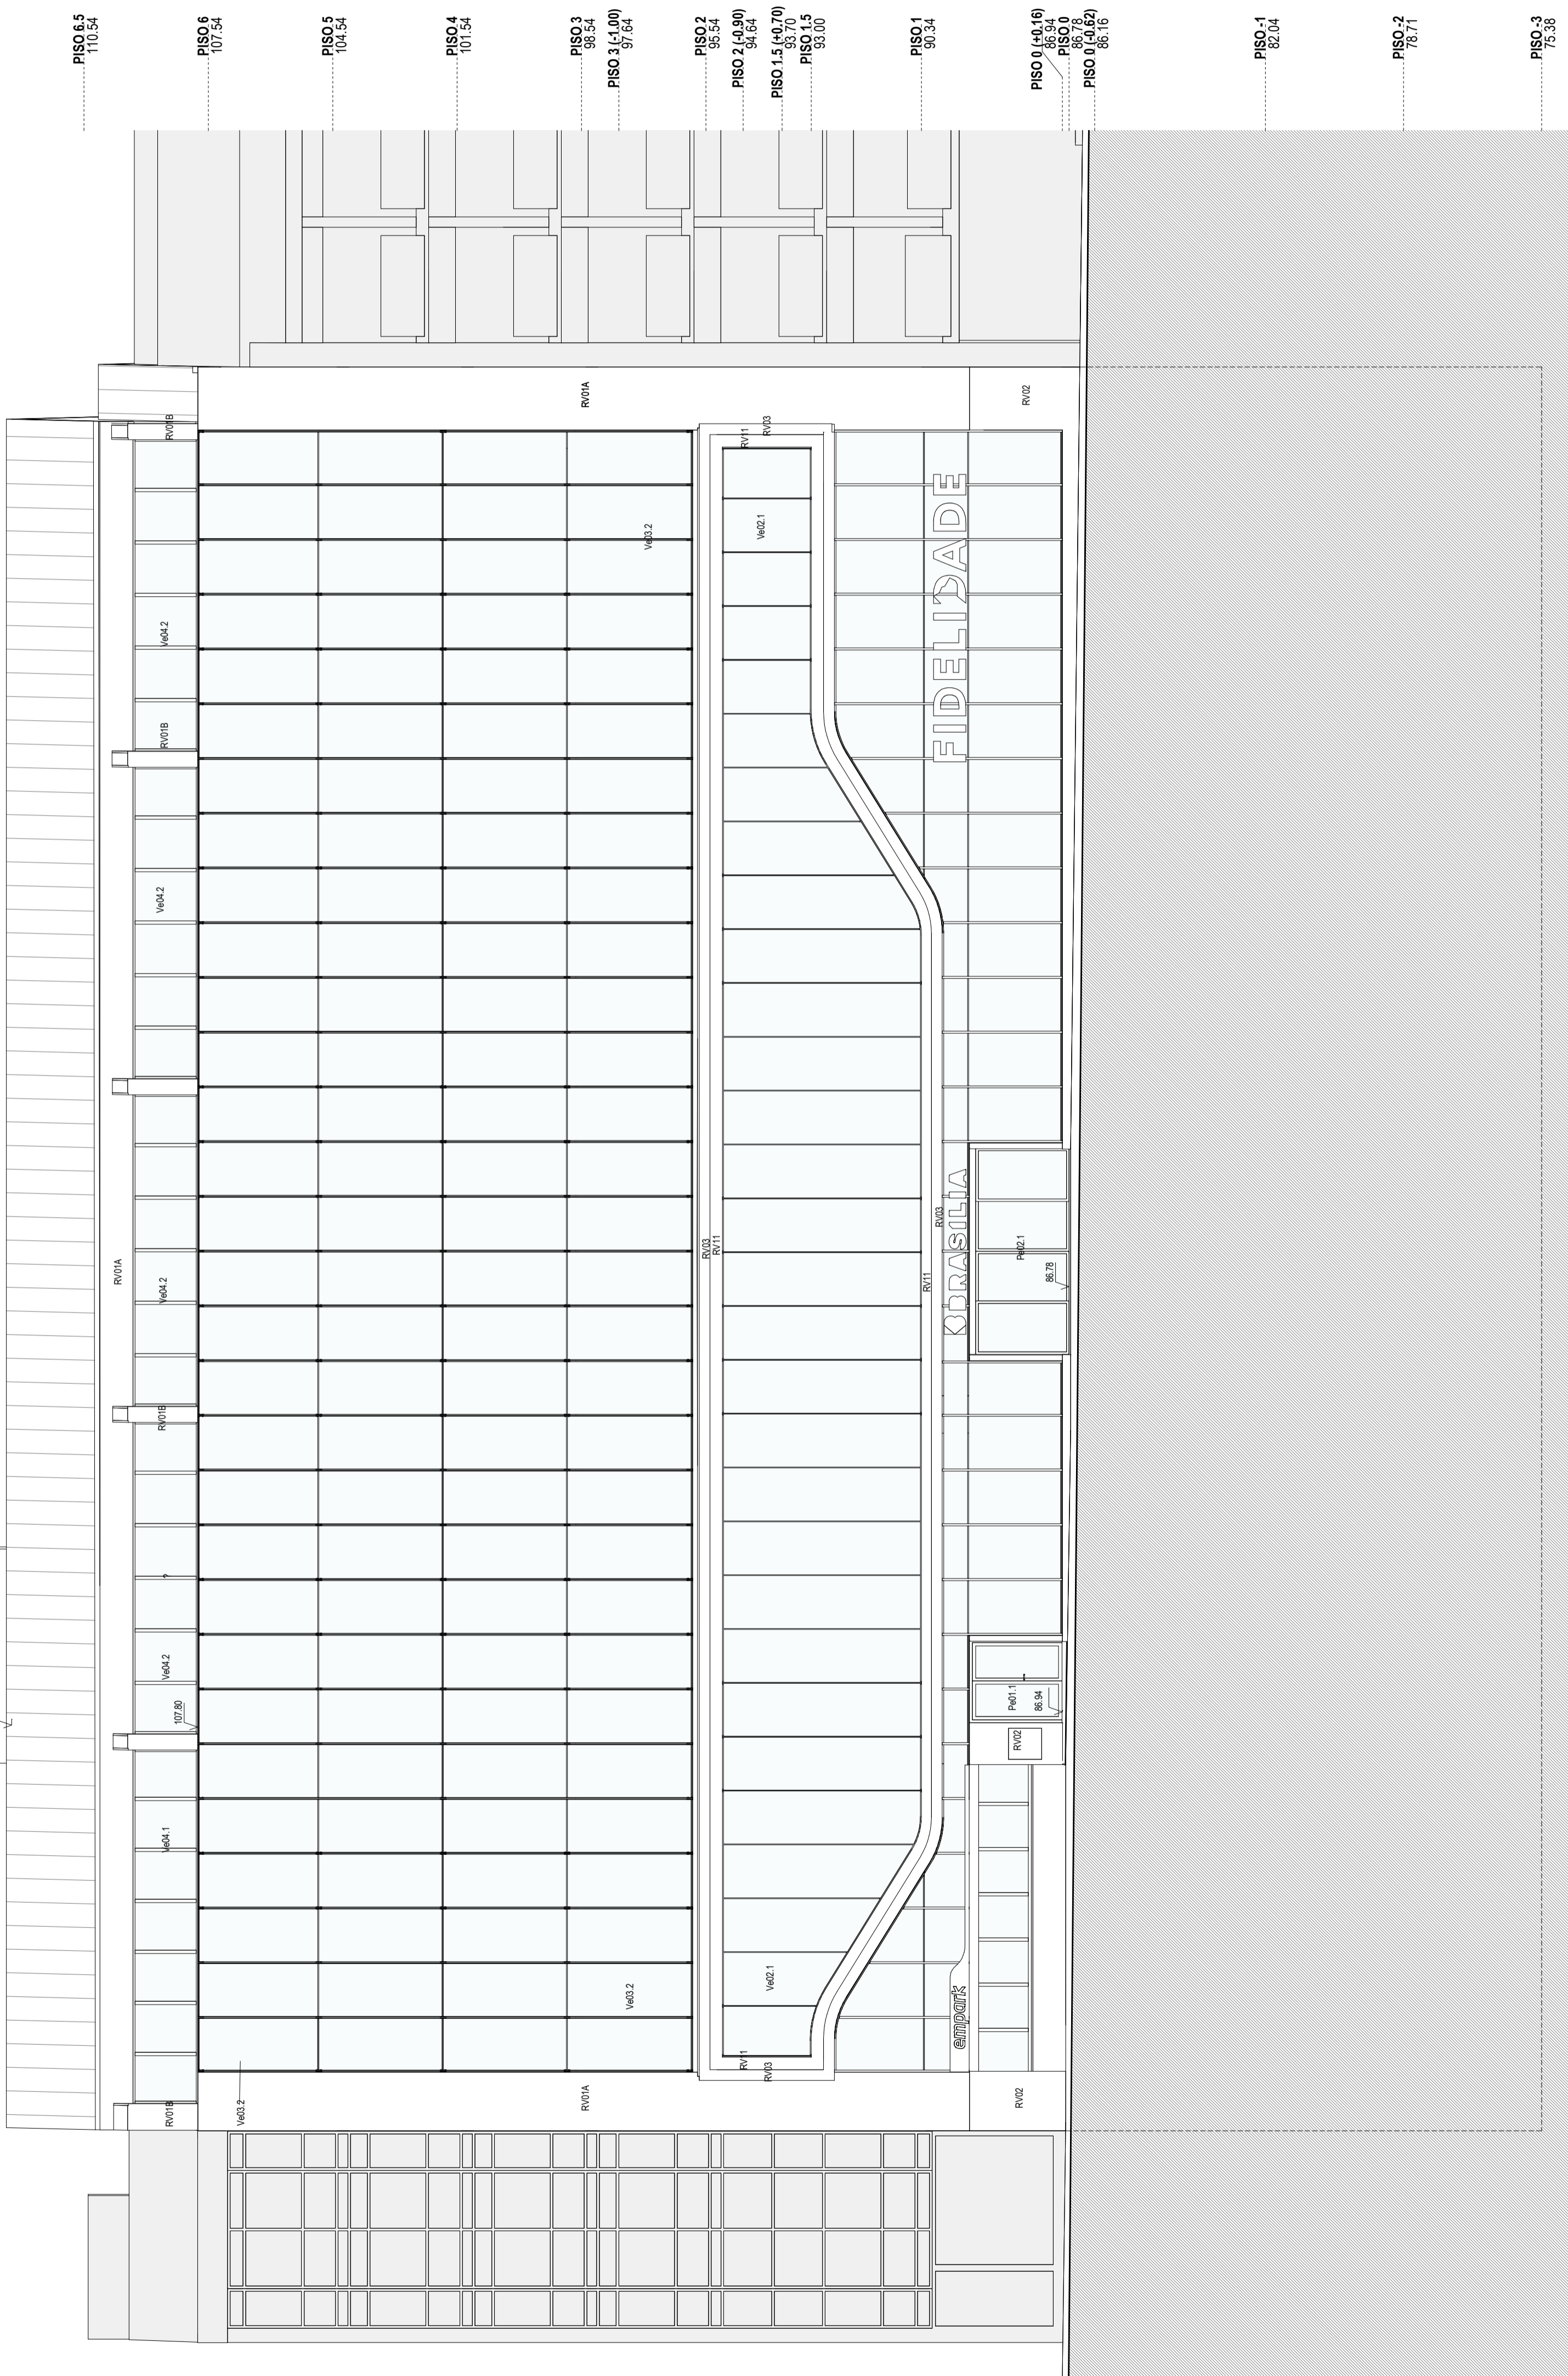 PISO 6.5
110.54
PISO 6
107.54
PISO 5
104.54
PISO 4
101.54
PISO 3
98.54
PISO 3 (-1.00)
97.64
PISO 2
95.54
PISO 2 (-0.90)
94.64
PISO 1.5 (+0.70)
93.70
PISO 1.5
93.00
PISO 1
90.34
PISO 0 (+0.16)
86.94
PISO 0
86.78
PISO 0 (-0.62)
86.16
PISO -1
82.04
PISO -2
78.71
PISO -3
75.38
RV01A
RV02
RV01B
RV11
RV03
Ve03.2
Ve02.1
FIDELIDADE
Ve04.2
RV01B
Ve04.2
RV01A
Ve04.2
RV03
RV11
RV11
RV03
BRASILIA
Pe02.1
86.78
RV01B
?
Ve04.2
107.80
Pe01.1
86.94
RV02
Ve04.1
Ve03.2
Ve02.1
empark
RV11
RV03
RV01B
Ve03.2
RV01A
RV02